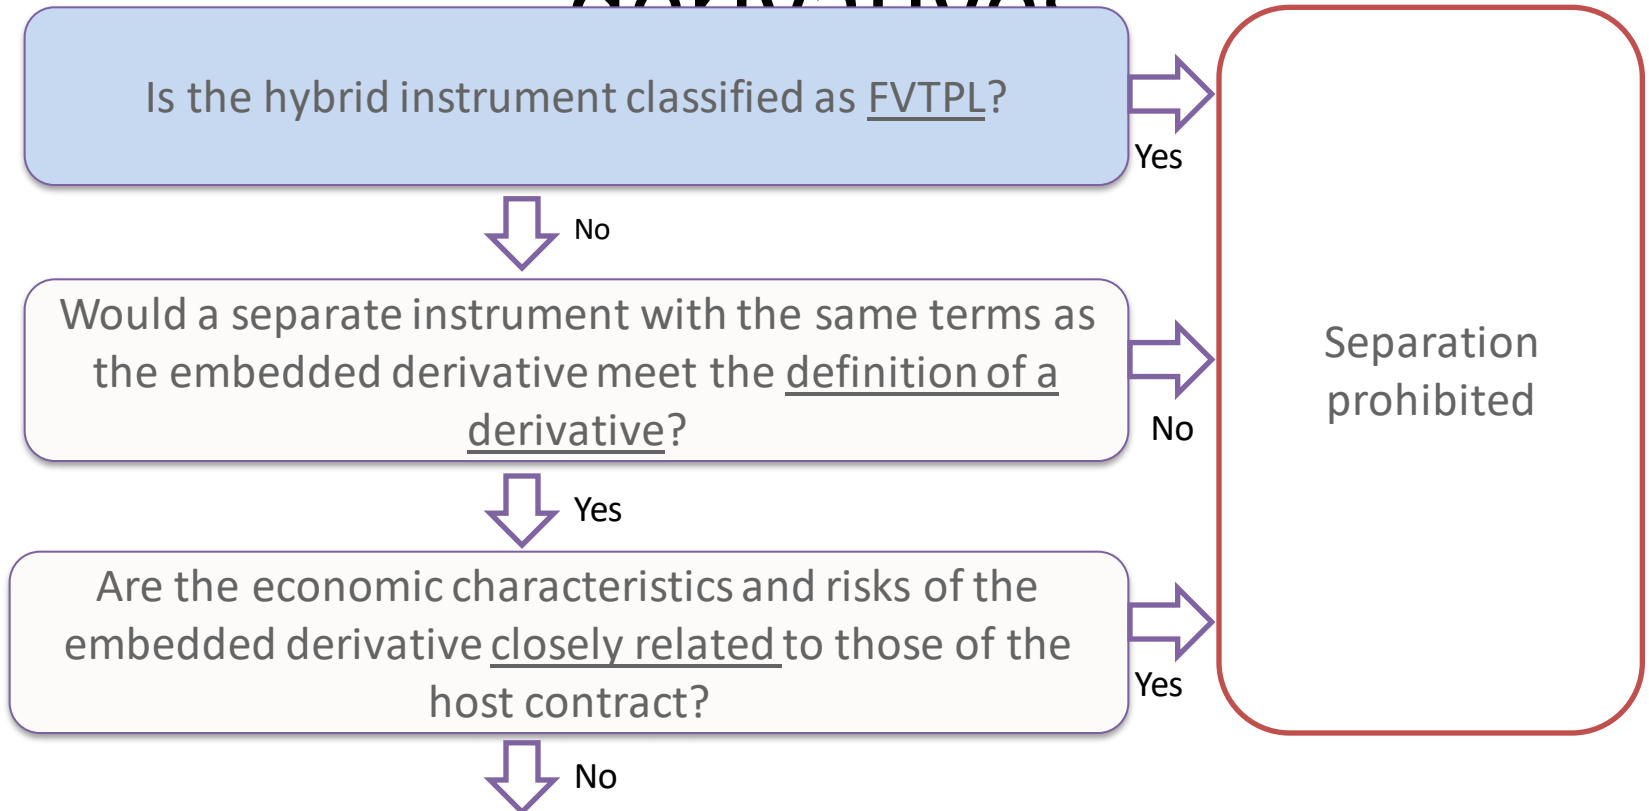 derivatives
Is the hybrid instrument classified as FVTPL?
Yes
No
Would a separate instrument with the same terms as
the embedded derivative meet the definition of a
derivative?
No
Yes
Are the economic characteristics and risks of the
embedded derivative closely related to those of the
host contract?
Yes
No
Separation
prohibited